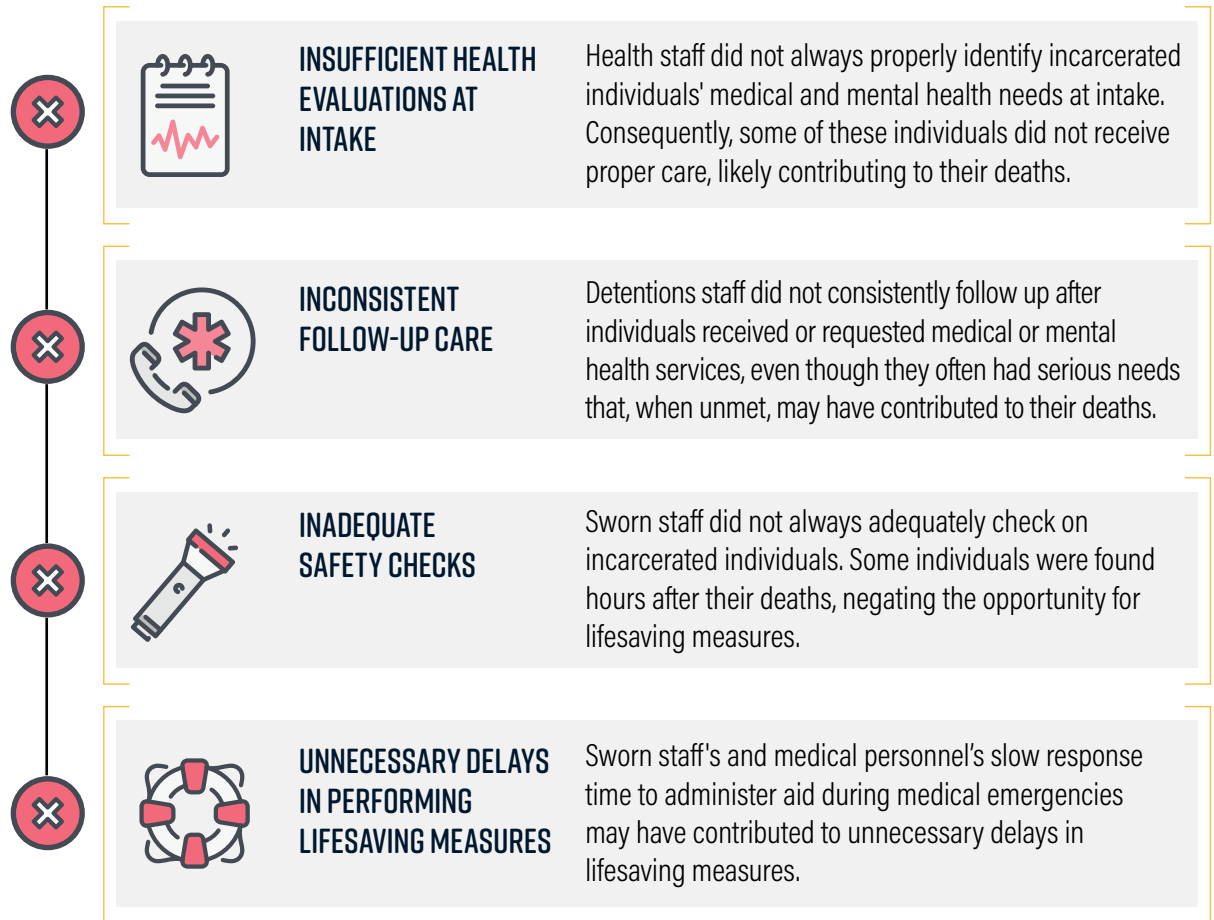 INSUFFICIENT HEALTH
EVALUATIONS AT
INTAKE
Health staff did not always properly identify incarcerated
individuals' medical and mental health needs at intake.
Consequently, some of these individuals did not receive
proper care, likely contributing to their deaths.
INCONSISTENT
FOLLOW-UP CARE
Detentions staff did not consistently follow up after
individuals received or requested medical or mental
health services, even though they often had serious needs
that, when unmet, may have contributed to their deaths.
INADEQUATE
SAFETY CHECKS
Sworn staff did not always adequately check on
incarcerated individuals. Some individuals were found
hours after their deaths, negating the opportunity for
lifesaving measures.
UNNECESSARY DELAYS
IN PERFORMING
LIFESAVING MEASURES
Sworn staff's and medical personnel’s slow response
time to administer aid during medical emergencies
may have contributed to unnecessary delays in
lifesaving measures.